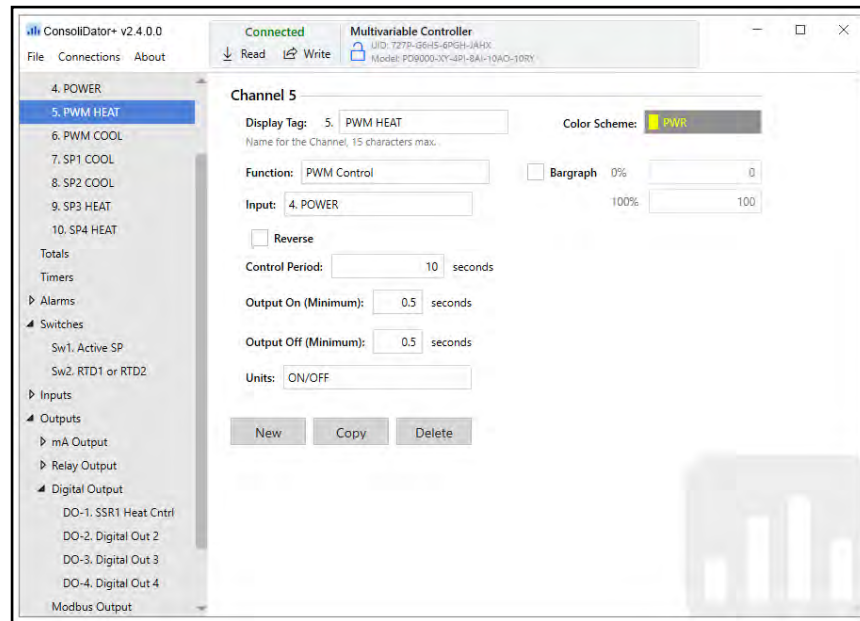 ConsoliDator+ v2.4.0.0
File Connections About
Connected
Read Write
Multivariable Controller
UID: 727P-G6HS-6PGH-JAHX
Model: PD9000-XY-4PI-8AI-10AO-10RY
4. POWER
5. PWM HEAT
6. PWM COOL
7. SP1 COOL
8. SP2 COOL
9. SP3 HEAT
10. SP4 HEAT
Totals
Timers
Alarms
Switches
Sw1. Active SP
Sw2. RTD1 or RTD2
Inputs
Outputs
mA Output
Relay Output
Digital Output
DO-1. SSR1 Heat Cntrl
DO-2. Digital Out 2
DO-3. Digital Out 3
DO-4. Digital Out 4
Modbus Output
Channel 5
Display Tag: 5. PWM HEAT Color Scheme: PWR
Name for the Channel, 15 characters max.
Function: PWM Control Bargraph 0% 0
Input: 4. POWER 100% 100
Reverse
Control Period: 10 seconds
Output On (Minimum): 0.5 seconds
Output Off (Minimum): 0.5 seconds
Units: ON/OFF
New Copy Delete